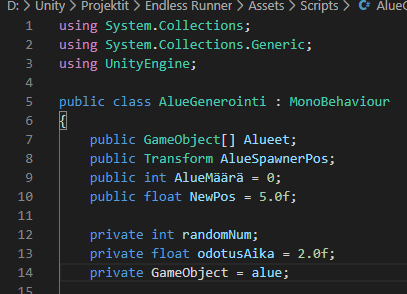 D: > Unity > Projektit > Endless Runner > Assets > Scripts > AlueG
1 using System.Collections;
2 using System.Collections.Generic;
3 using UnityEngine;
4
5 public class AlueGenerointi : MonoBehaviour
6 {
7 public GameObject[] Alueet;
8 public Transform AlueSpawnerPos;
9 public int AlueMäärä = 0;
10 public float NewPos = 5.0f;
11
12 private int randomNum;
13 private float odotusAika = 2.0f;
14 private GameObject = alue;
15